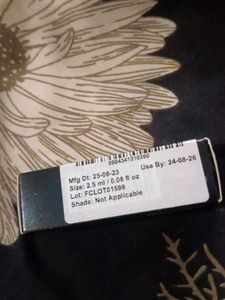 8904341210260
Mfg Dt: 25-08-23 Use By: 24-08-26
Size: 2.5 ml / 0.08 fl oz
Lot: FCLOT01599
Shade: Not Applicable